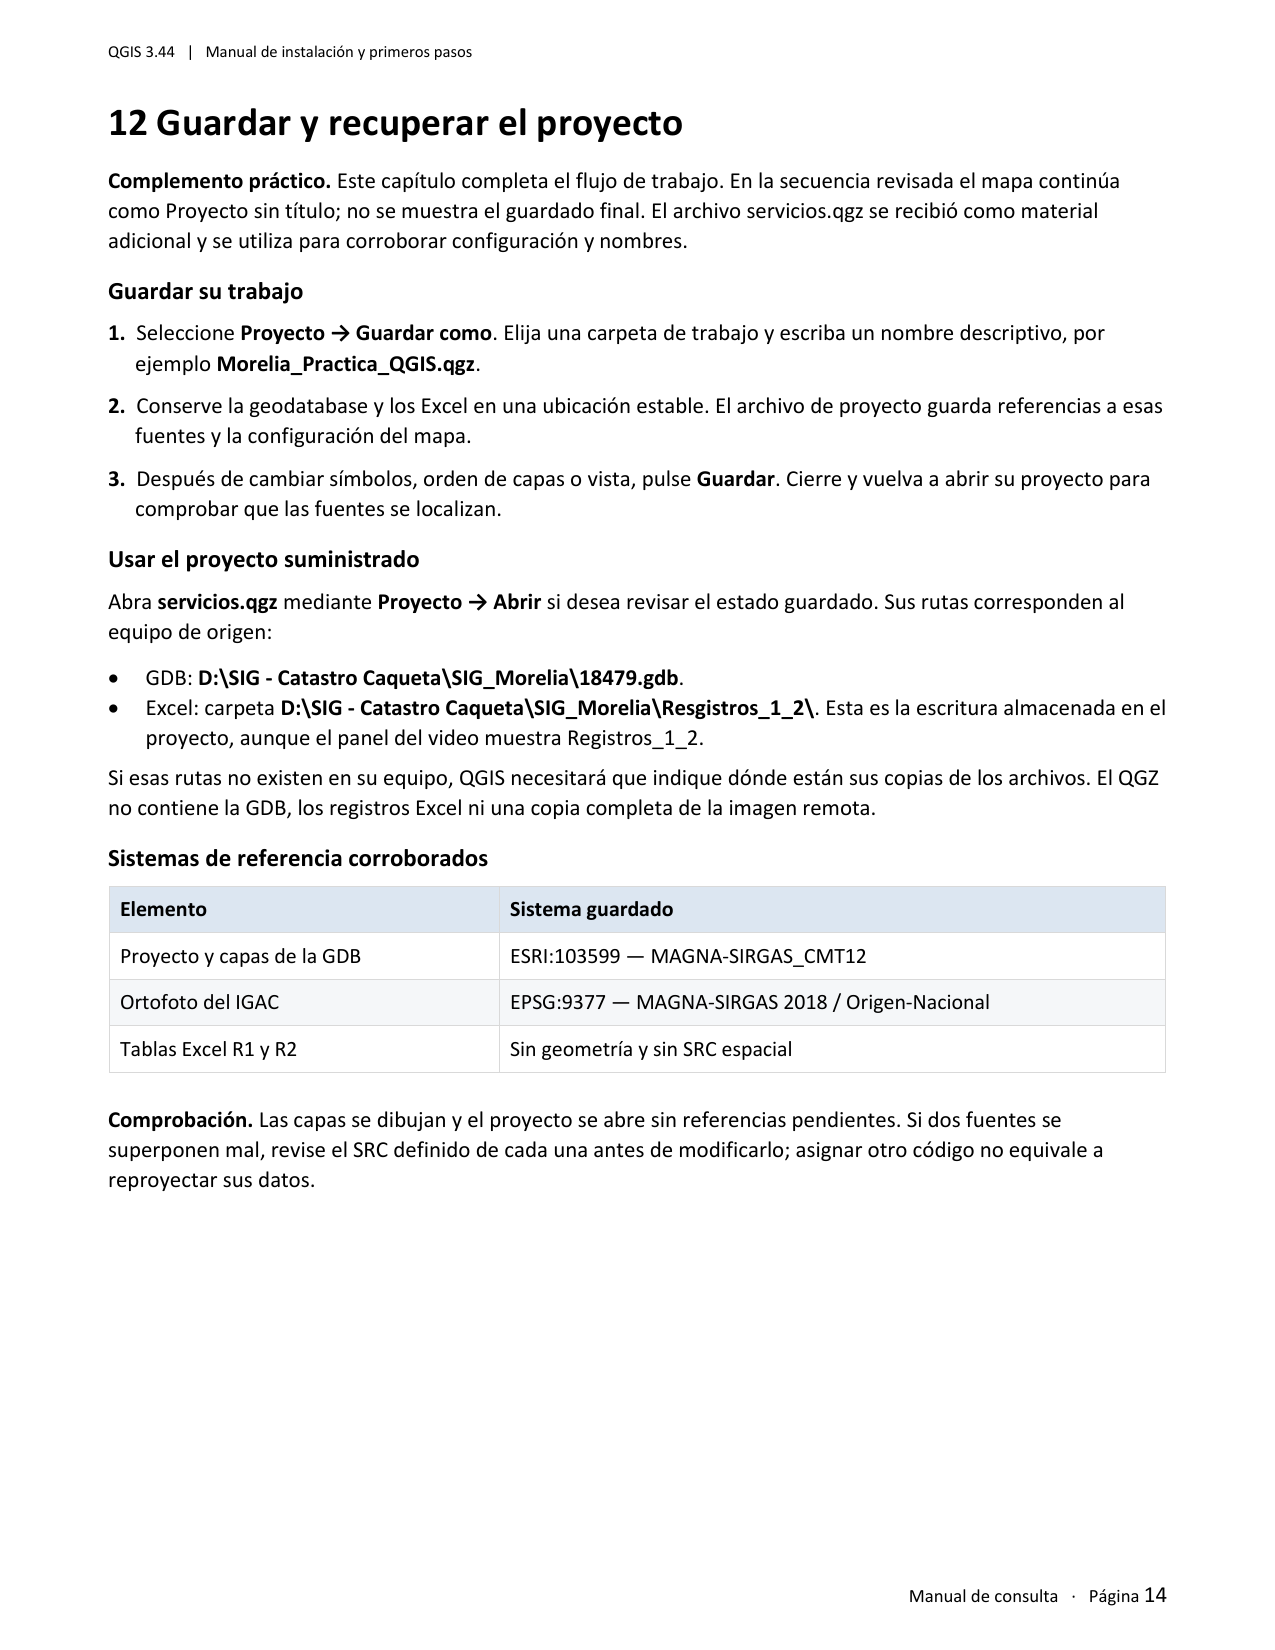 QGIS 3.44 | Manual de instalación y primeros pasos
12 Guardar y recuperar el proyecto
Complemento práctico. Este capítulo completa el flujo de trabajo. En la secuencia revisada el mapa continúa
como Proyecto sin título; no se muestra el guardado final. El archivo servicios.qgz se recibió como material
adicional y se utiliza para corroborar configuración y nombres.
Guardar su trabajo
1. Seleccione Proyecto → Guardar como. Elija una carpeta de trabajo y escriba un nombre descriptivo, por
ejemplo Morelia_Practica_QGIS.qgz.
2. Conserve la geodatabase y los Excel en una ubicación estable. El archivo de proyecto guarda referencias a esas
fuentes y la configuración del mapa.
3. Después de cambiar símbolos, orden de capas o vista, pulse Guardar. Cierre y vuelva a abrir su proyecto para
comprobar que las fuentes se localizan.
Usar el proyecto suministrado
Abra servicios.qgz mediante Proyecto → Abrir si desea revisar el estado guardado. Sus rutas corresponden al
equipo de origen:
• GDB: D:\SIG - Catastro Caqueta\SIG_Morelia\18479.gdb.
• Excel: carpeta D:\SIG - Catastro Caqueta\SIG_Morelia\Resgistros_1_2\. Esta es la escritura almacenada en el
proyecto, aunque el panel del video muestra Registros_1_2.
Si esas rutas no existen en su equipo, QGIS necesitará que indique dónde están sus copias de los archivos. El QGZ
no contiene la GDB, los registros Excel ni una copia completa de la imagen remota.
Sistemas de referencia corroborados
Elemento Sistema guardado
Proyecto y capas de la GDB ESRI:103599 — MAGNA-SIRGAS_CMT12
Ortofoto del IGAC EPSG:9377 — MAGNA-SIRGAS 2018 / Origen-Nacional
Tablas Excel R1 y R2 Sin geometría y sin SRC espacial
Comprobación. Las capas se dibujan y el proyecto se abre sin referencias pendientes. Si dos fuentes se
superponen mal, revise el SRC definido de cada una antes de modificarlo; asignar otro código no equivale a
reproyectar sus datos.
Manual de consulta · Página 14